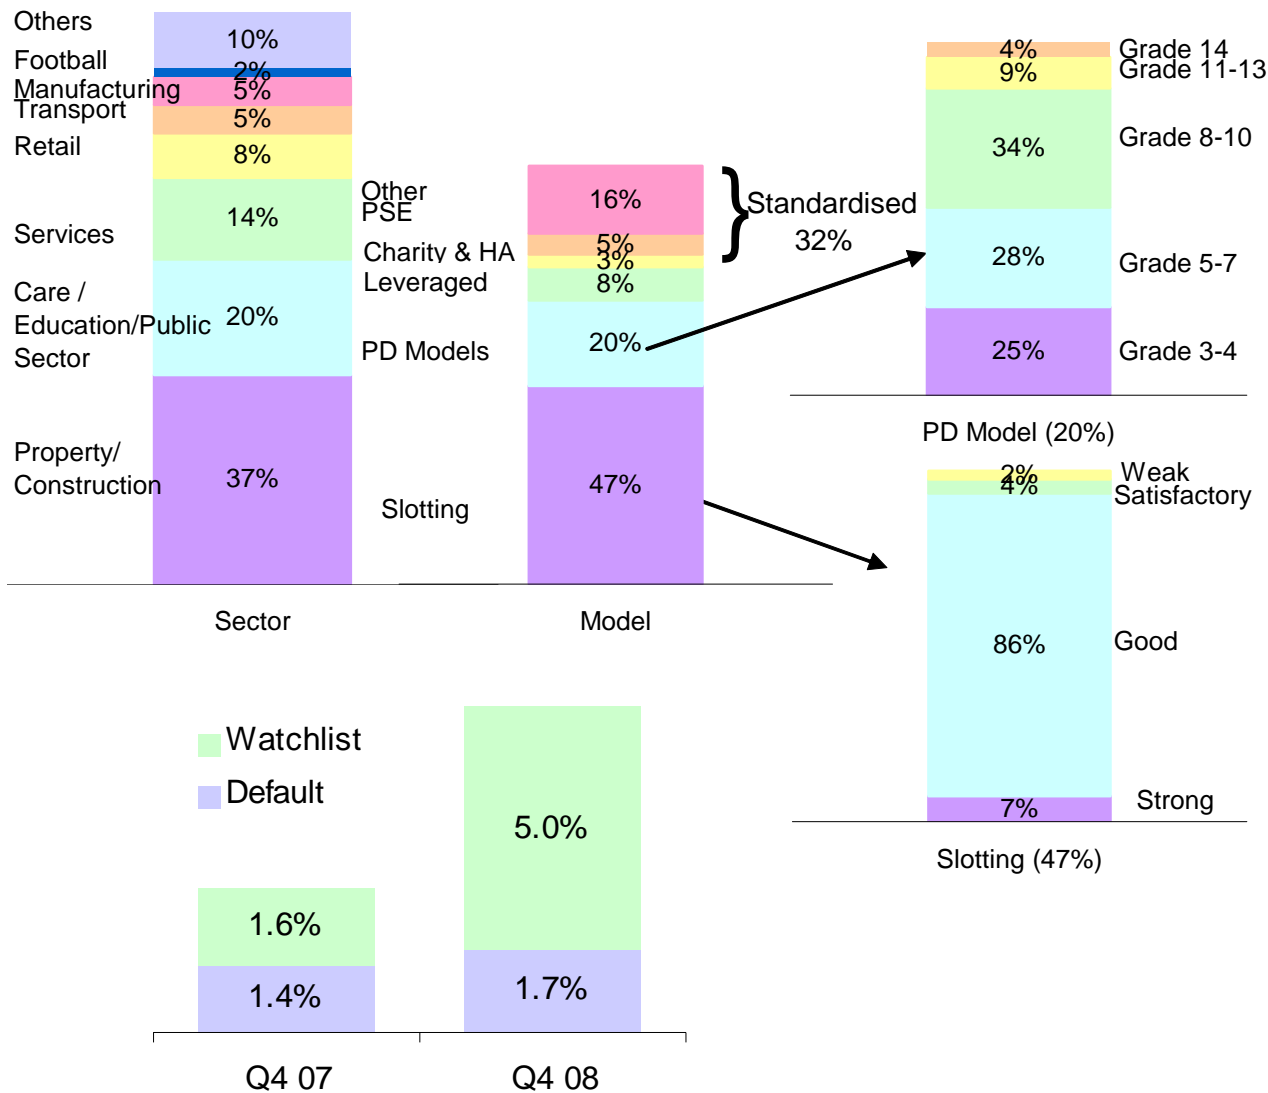 Others
10%
Football
2%
Manufacturing
5%
Transport
5%
Retail
8%
Services
14%
Care /
Education/Public
Sector
20%
Property/
Construction
37%
Sector
Other
16%
PSE
5%
Charity & HA
3%
Leveraged
8%
PD Models
20%
Slotting
47%
Model
Standardised
32%
4%
Grade 14
9%
Grade 11-13
34%
Grade 8-10
28%
Grade 5-7
25%
Grade 3-4
PD Model (20%)
2%
Weak
4%
Satisfactory
86%
Good
7%
Strong
Slotting (47%)
Watchlist
Default
1.6%
1.4%
5.0%
1.7%
Q4 07
Q4 08